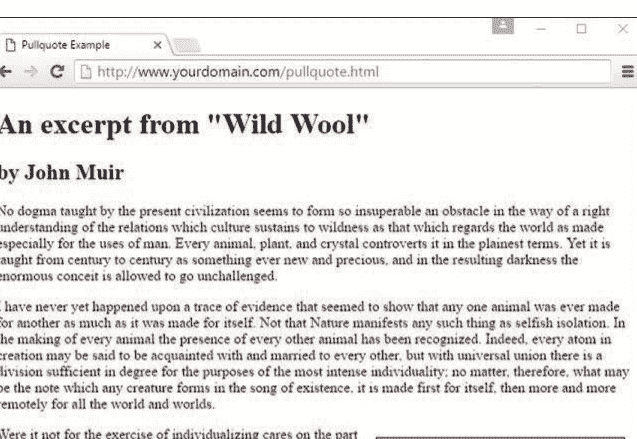 Pullquote Example
http://www.yourdomain.com/pullquote.html
An excerpt from "Wild Wool"
by John Muir
No dogma taught by the present civilization seems to form so insuperable an obstacle in the way of a right
understanding of the relations which culture sustains to wildness as that which regards the world as made
especially for the uses of man. Every animal, plant, and crystal controverts it in the plainest terms. Yet it is
taught from century to century as something ever new and precious, and in the resulting darkness the
enormous conceit is allowed to go unchallenged.
I have never yet happened upon a trace of evidence that seemed to show that any one animal was ever made
for another as much as it was made for itself. Not that Nature manifests any such thing as selfish isolation. In
the making of every animal the presence of every other animal has been recognized. Indeed, every atom in
creation may be said to be acquainted with and married to every other, but with universal union there is a
division sufficient in degree for the purposes of the most intense individuality; no matter, therefore, what may
be the note which any creature forms in the song of existence, it is made first for itself, then more and more
remotely for all the world and worlds.
Were it not for the exercise of individualizing cares on the part